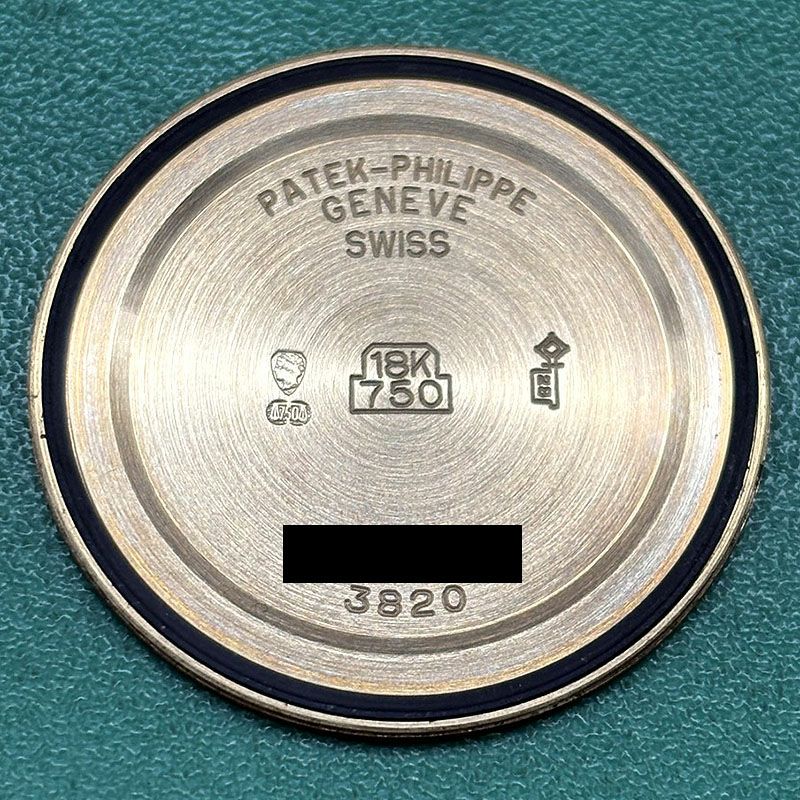 PATEK-PHILIPPE
GENEVE
SWISS
18K
750
3820